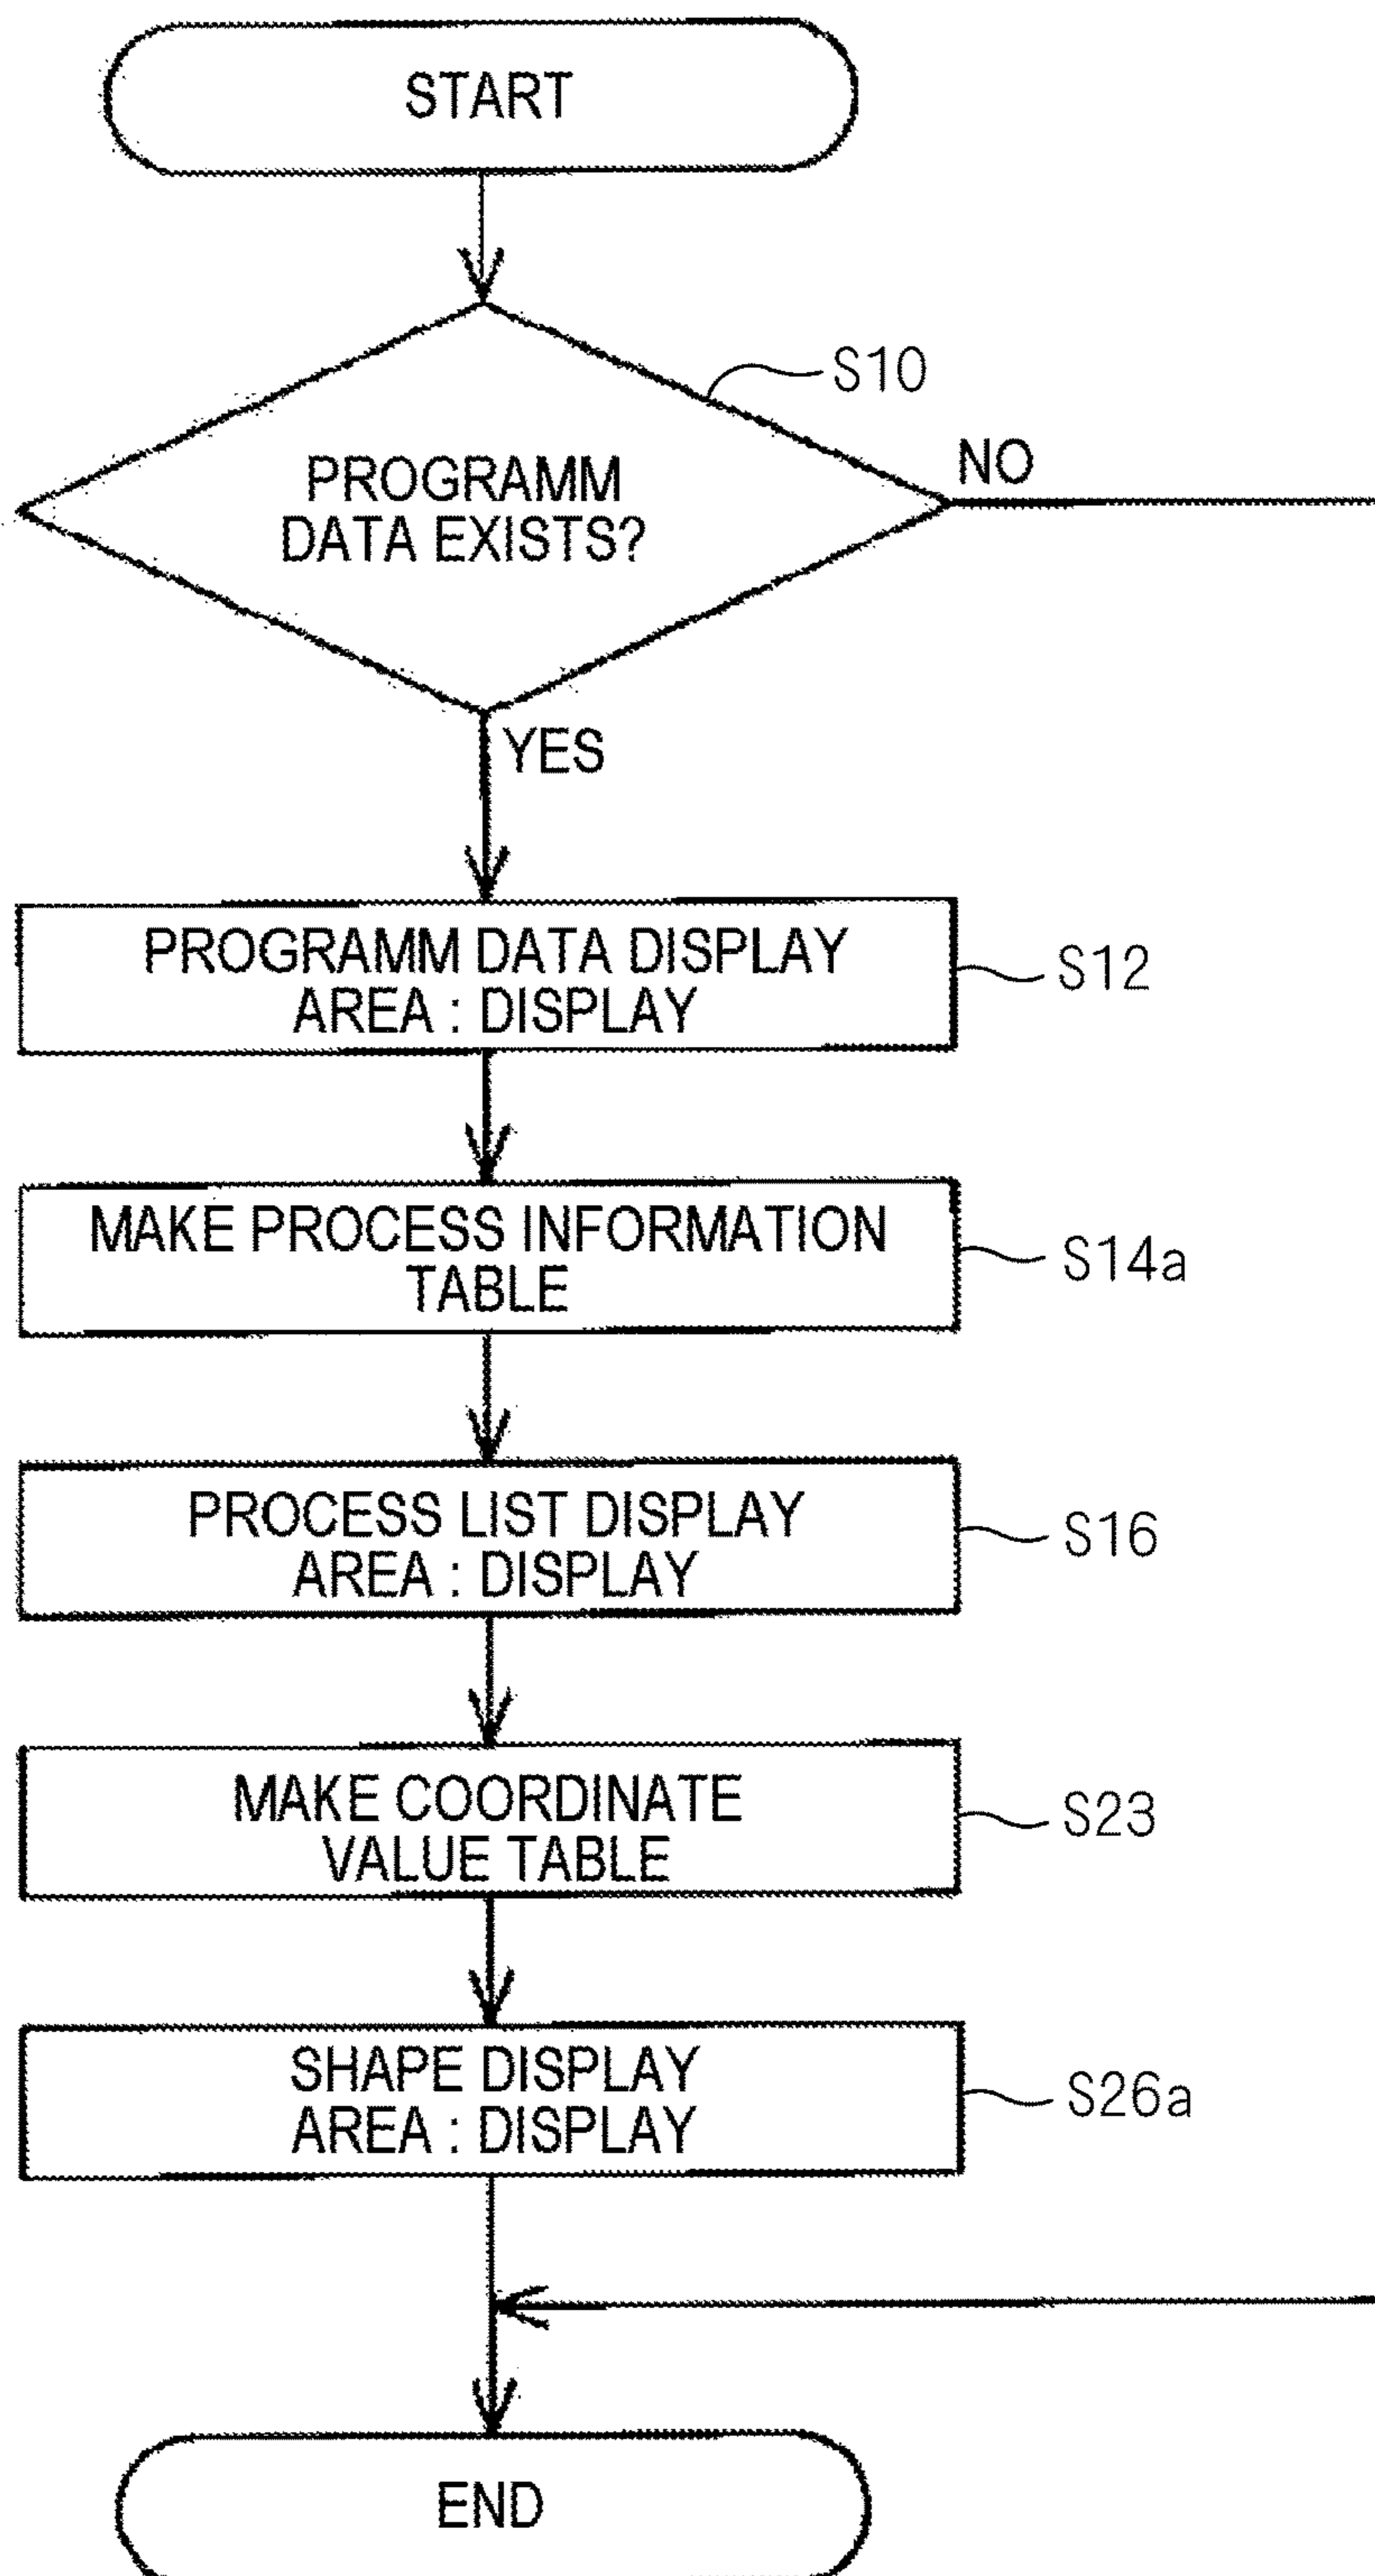 START
S10
NO
PROGRAMM
DATA EXISTS?
YES
PROGRAMM DATA DISPLAY
AREA : DISPLAY
S12
MAKE PROCESS INFORMATION
TABLE
S14a
PROCESS LIST DISPLAY
AREA : DISPLAY
S16
MAKE COORDINATE
VALUE TABLE
S23
SHAPE DISPLAY
AREA : DISPLAY
S26a
END